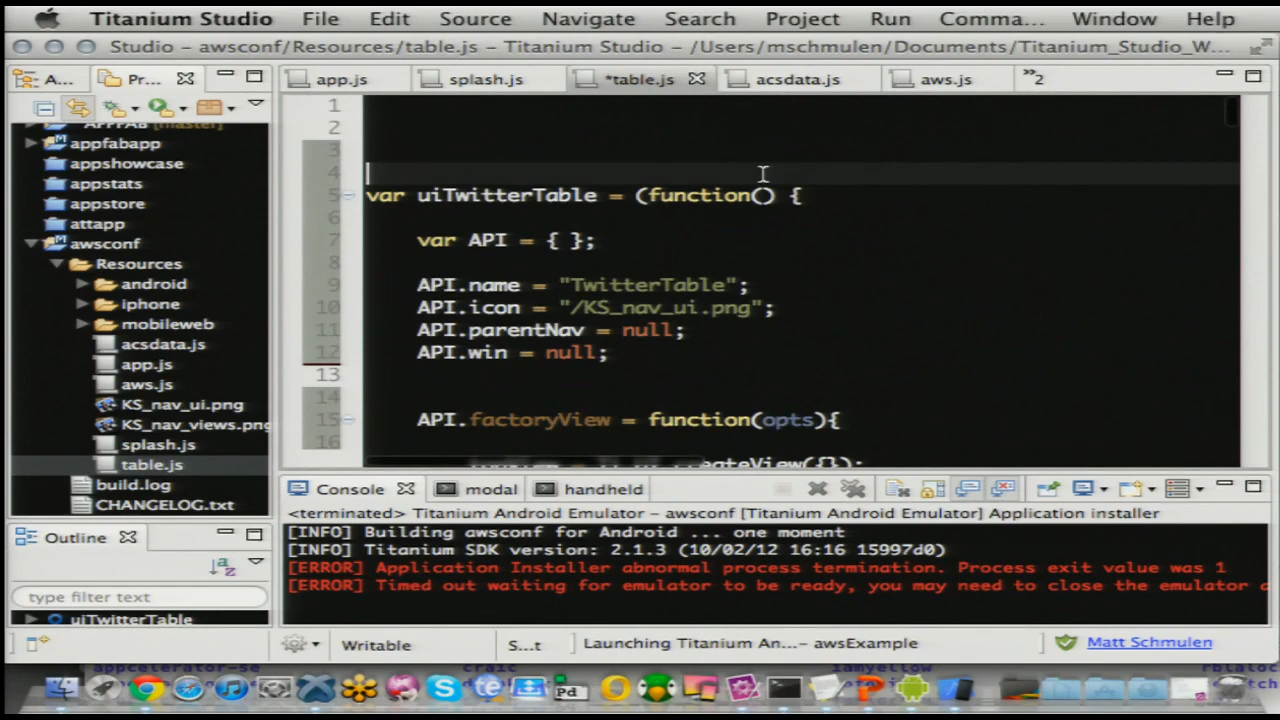 Titanium Studio File Edit Source Navigate Search Project Run Comma... Window Help
Studio - awsconf/Resources/table.js - Titanium Studio - /Users/mschmulen/Documents/Titanium_Studio_W...
A... Pr...
app.js splash.js *table.js acsdata.js aws.js »2
APPFAB [master]
appfabapp
appshowcase
appstats
appstore
attapp
awsconf
Resources
android
iphone
mobileweb
acsdata.js
app.js
aws.js
KS_nav_ui.png
KS_nav_views.png
splash.js
table.js
build.log
CHANGELOG.txt
Outline
type filter text
uiTwitterTable
1
2
3
4
5 var uiTwitterTable = (function() {
6
7 var API = { };
8
9 API.name = "TwitterTable";
10 API.icon = "/KS_nav_ui.png";
11 API.parentNav = null;
12 API.win = null;
13
14
15 API.factoryView = function(opts){
16
createView({});
Console modal handheld
<terminated> Titanium Android Emulator - awsconf [Titanium Android Emulator] Application installer
[INFO] Building awsconf for Android ... one moment
[INFO] Titanium SDK version: 2.1.3 (10/02/12 16:16 15997d0)
[ERROR] Application Installer abnormal process termination. Process exit value was 1
[ERROR] Timed out waiting for emulator to be ready, you may need to close the emulator
Writable S...t Launching Titanium An...- awsExample Matt Schmulen
appcelerator-se craic iamyellow
Pd